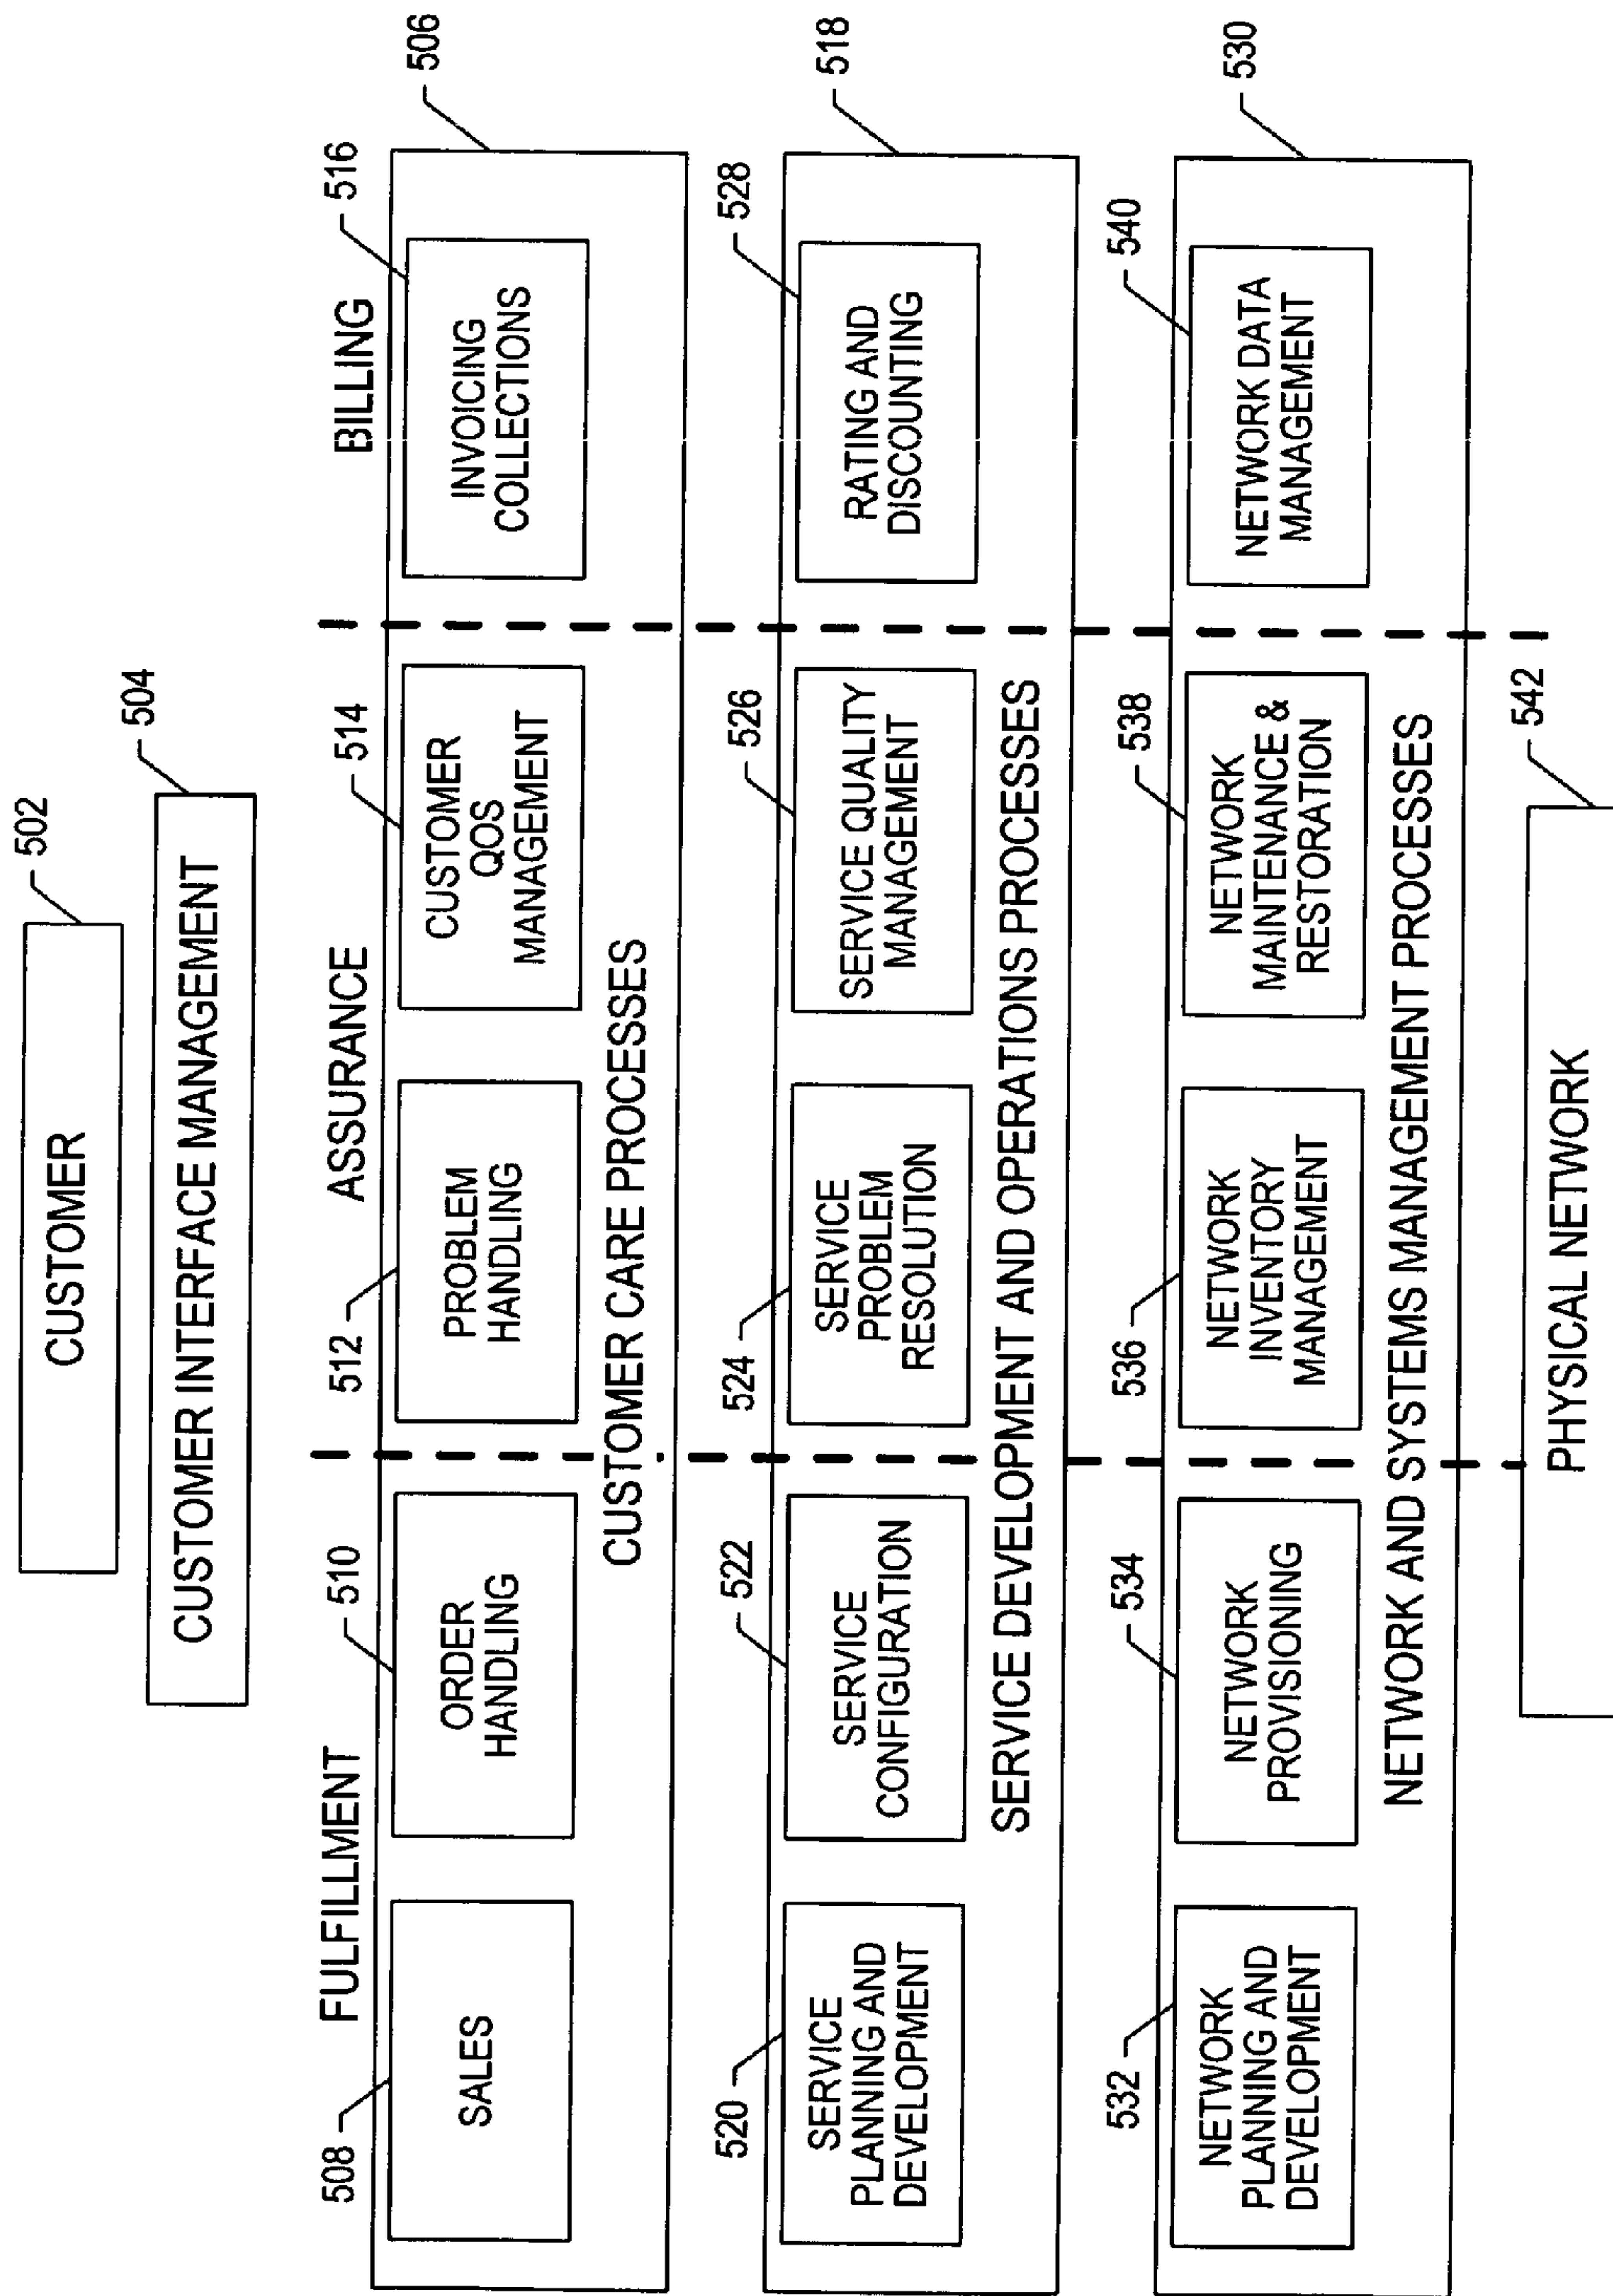 502
CUSTOMER
504
CUSTOMER INTERFACE MANAGEMENT
FULFILLMENT
ASSURANCE
BILLING
506
508
SALES
510
ORDER
HANDLING
512
PROBLEM
HANDLING
514
CUSTOMER
QOS
MANAGEMENT
516
INVOICING
COLLECTIONS
CUSTOMER CARE PROCESSES
518
520
SERVICE
PLANNING AND
DEVELOPMENT
522
SERVICE
CONFIGURATION
524
SERVICE
PROBLEM
RESOLUTION
526
SERVICE QUALITY
MANAGEMENT
528
RATING AND
DISCOUNTING
SERVICE DEVELOPMENT AND OPERATIONS PROCESSES
530
532
NETWORK
PLANNING AND
DEVELOPMENT
534
NETWORK
PROVISIONING
536
NETWORK
INVENTORY
MANAGEMENT
538
NETWORK
MAINTENANCE &
RESTORATION
540
NETWORK DATA
MANAGEMENT
NETWORK AND SYSTEMS MANAGEMENT PROCESSES
542
PHYSICAL NETWORK